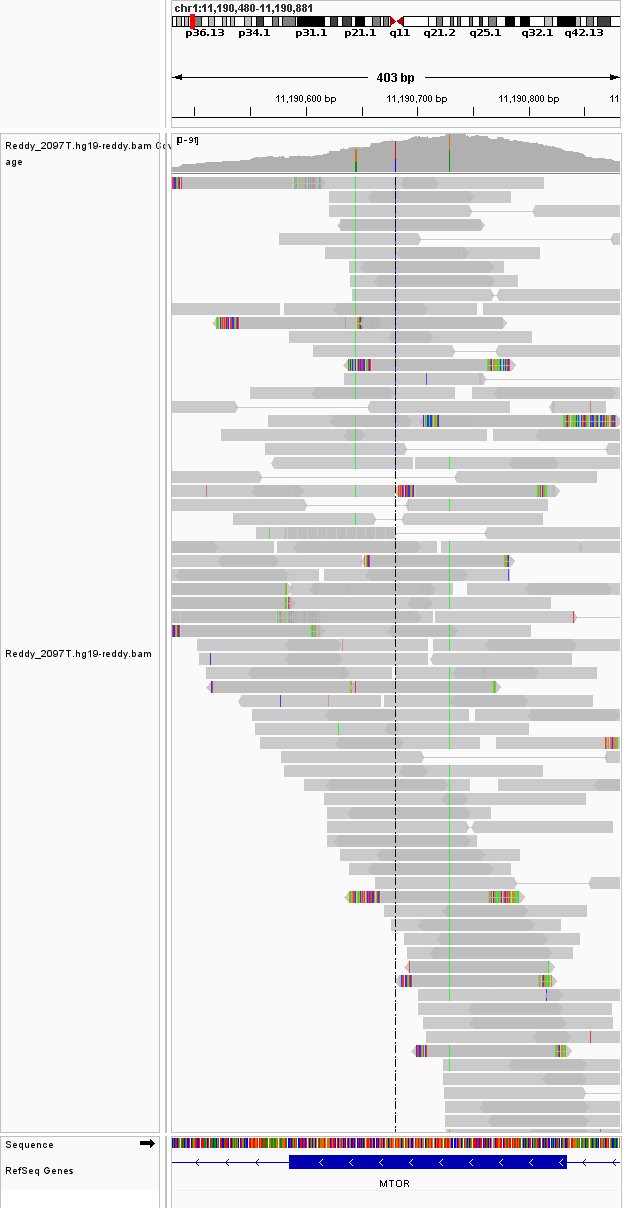 chr1:11,190,480-11,190,881
p36.13 p34.1 p31.1 p21.1 q11 q21.2 q25.1 q32.1 q42.13
403 bp
11,190,600 bp 11,190,700 bp 11,190,800 bp 11
Reddy_2097T.hg19-reddy.bam Cov
age
[0-91]
Reddy_2097T.hg19-reddy.bam
Sequence
RefSeq Genes
MTOR